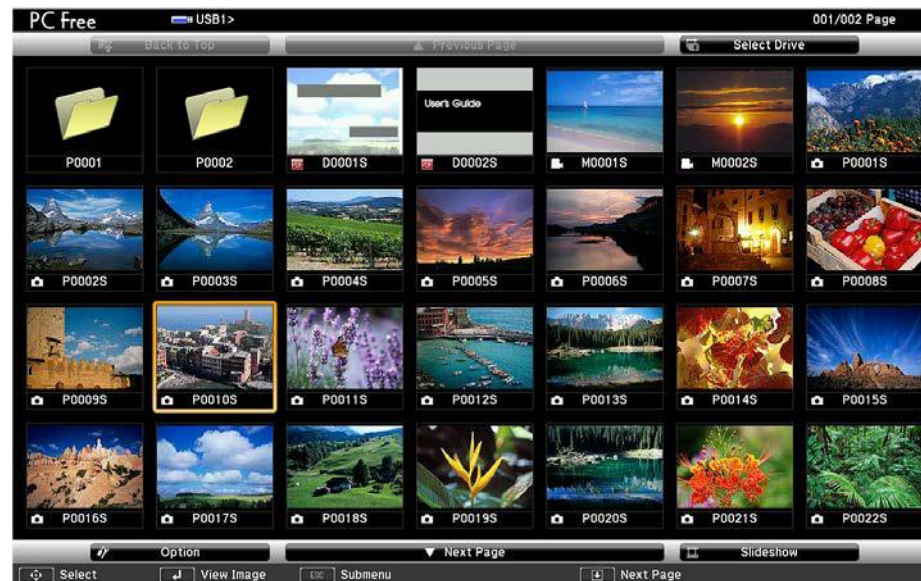 PC Free USB1> 001/002 Page
Back to Top Previous Page Select Drive
User's Guide
P0001 P0002 D0001S D0002S M0001S M0002S P0001S
P0002S P0003S P0004S P0005S P0006S P0007S P0008S
P0009S P0010S P0011S P0012S P0013S P0014S P0015S
P0016S P0017S P0018S P0019S P0020S P0021S P0022S
Option Next Page Slideshow
Select View Image ESC Submenu Next Page